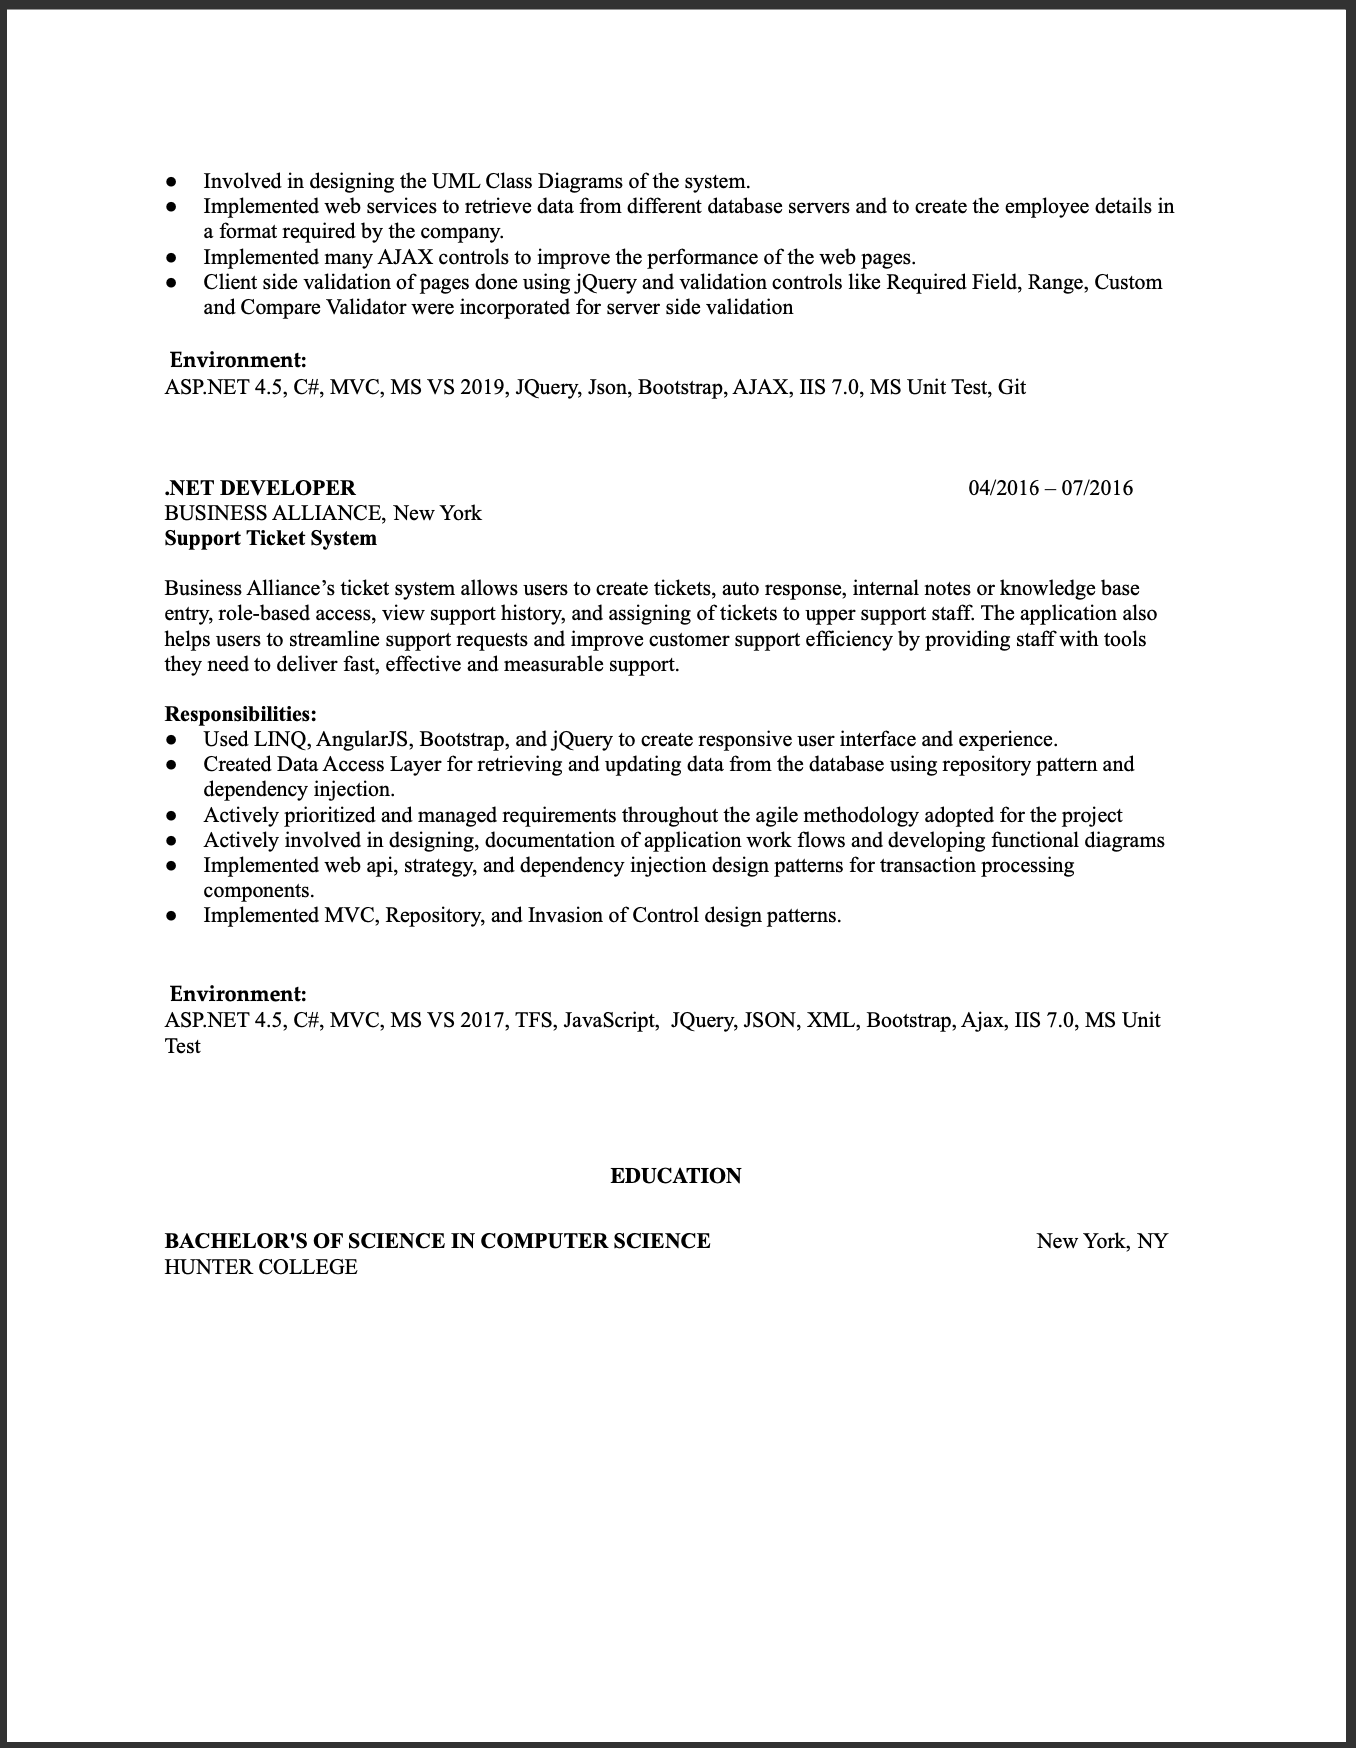 ● Involved in designing the UML Class Diagrams of the system.
● Implemented web services to retrieve data from different database servers and to create the employee details in
a format required by the company.
● Implemented many AJAX controls to improve the performance of the web pages.
● Client side validation of pages done using jQuery and validation controls like Required Field, Range, Custom
and Compare Validator were incorporated for server side validation
Environment:
ASP.NET 4.5, C#, MVC, MS VS 2019, JQuery, Json, Bootstrap, AJAX, IIS 7.0, MS Unit Test, Git
.NET DEVELOPER 04/2016 – 07/2016
BUSINESS ALLIANCE, New York
Support Ticket System
Business Alliance’s ticket system allows users to create tickets, auto response, internal notes or knowledge base
entry, role-based access, view support history, and assigning of tickets to upper support staff. The application also
helps users to streamline support requests and improve customer support efficiency by providing staff with tools
they need to deliver fast, effective and measurable support.
Responsibilities:
● Used LINQ, AngularJS, Bootstrap, and jQuery to create responsive user interface and experience.
● Created Data Access Layer for retrieving and updating data from the database using repository pattern and
dependency injection.
● Actively prioritized and managed requirements throughout the agile methodology adopted for the project
● Actively involved in designing, documentation of application work flows and developing functional diagrams
● Implemented web api, strategy, and dependency injection design patterns for transaction processing
components.
● Implemented MVC, Repository, and Invasion of Control design patterns.
Environment:
ASP.NET 4.5, C#, MVC, MS VS 2017, TFS, JavaScript, JQuery, JSON, XML, Bootstrap, Ajax, IIS 7.0, MS Unit
Test
EDUCATION
BACHELOR'S OF SCIENCE IN COMPUTER SCIENCE New York, NY
HUNTER COLLEGE